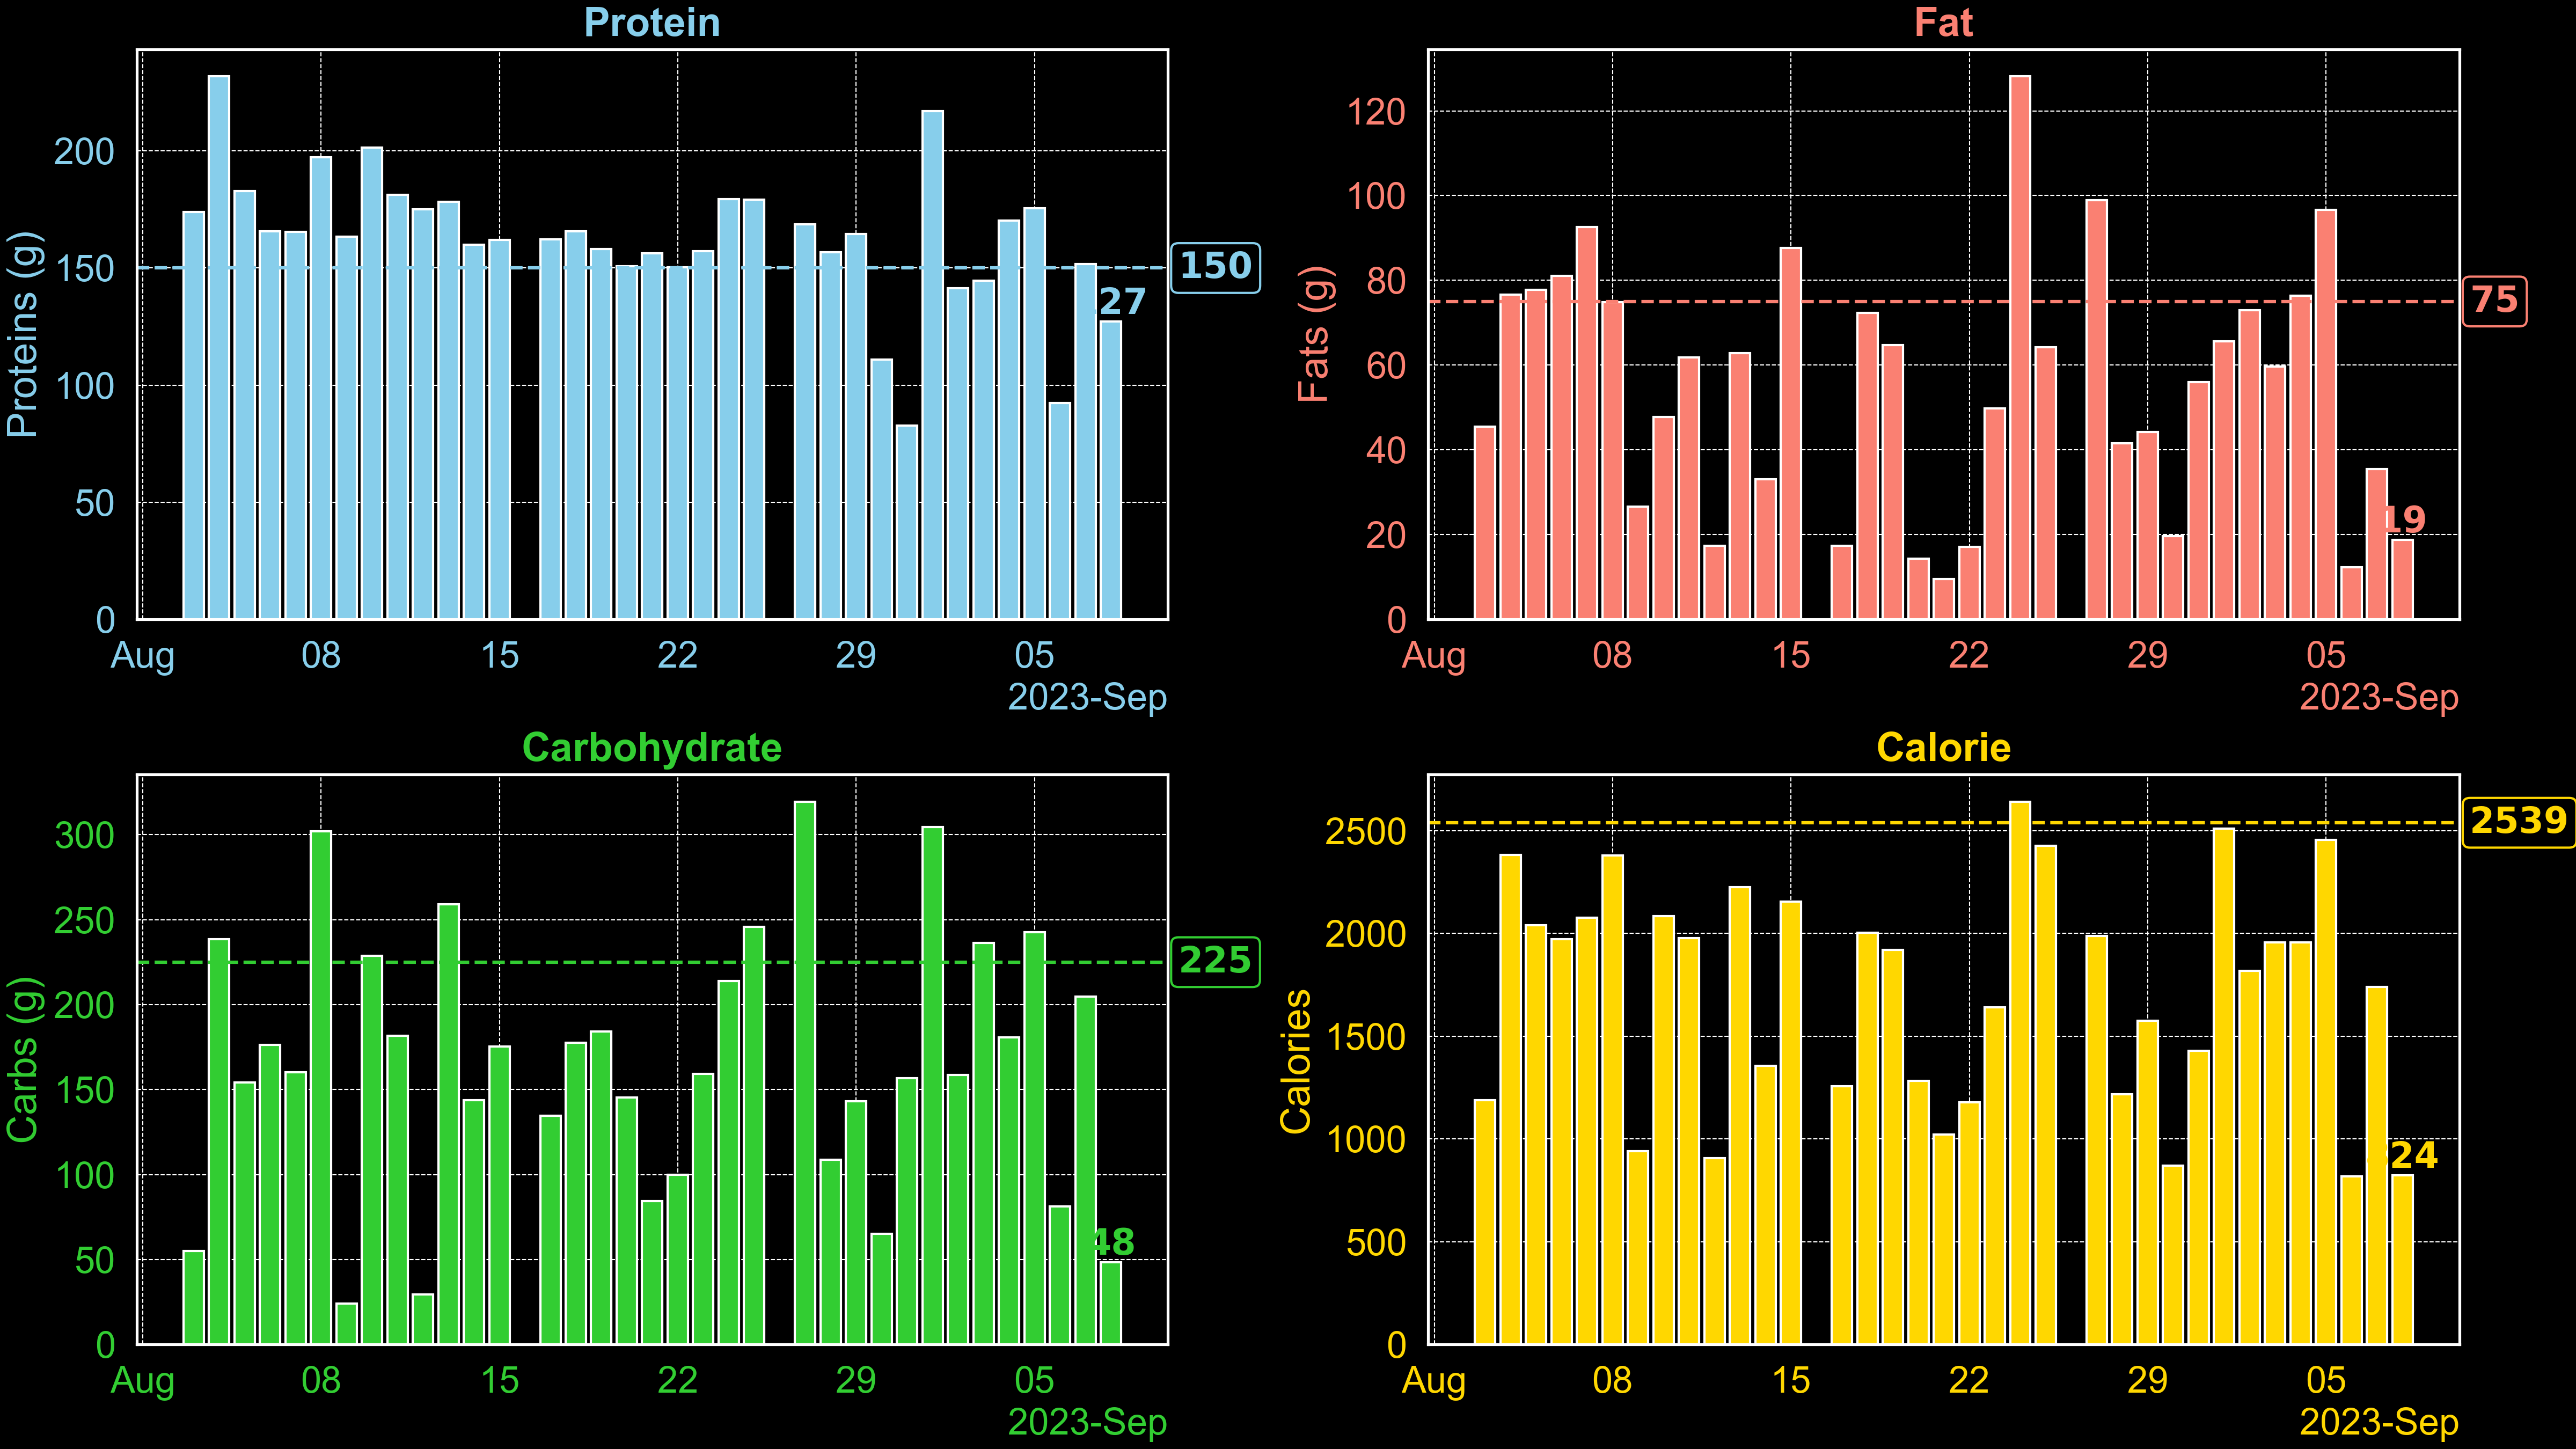 Protein
Proteins (g)
200
150
100
50
0
150
27
Aug 08 15 22 29 05
2023-Sep
Fat
Fats (g)
120
100
80
60
40
20
0
75
19
Aug 08 15 22 29 05
2023-Sep
Carbohydrate
Carbs (g)
300
250
200
150
100
50
0
225
48
Aug 08 15 22 29 05
2023-Sep
Calorie
Calories
2500
2000
1500
1000
500
0
2539
24
Aug 08 15 22 29 05
2023-Sep